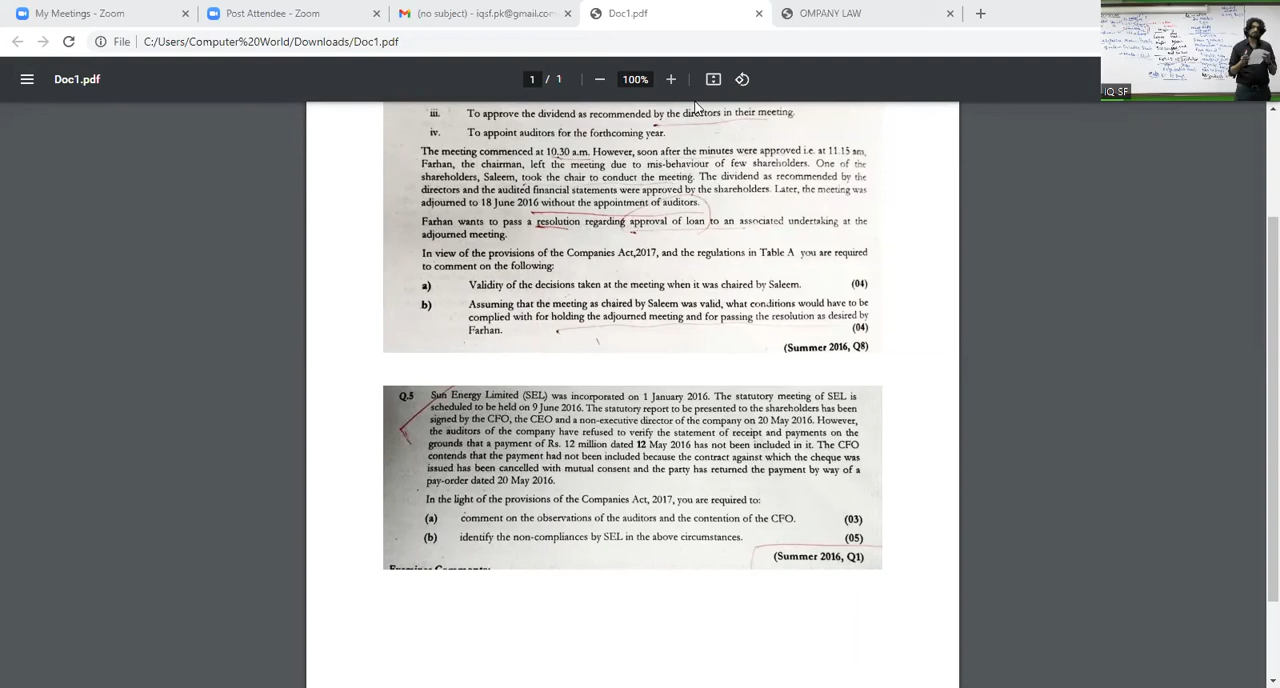 My Meetings - Zoom
Post Attendee - Zoom
(no subject) - iqsf.pk@gmail.com
Doc1.pdf
OMPANY LAW
File
C:/Users/Computer%20World/Downloads/Doc1.pdf
Doc1.pdf
1 / 1
100%
IQ SF
iii. To approve the dividend as recommended by the directors in their meeting.
iv. To appoint auditors for the forthcoming year.
The meeting commenced at 10.30 a.m. However, soon after the minutes were approved i.e. at 11.15 am,
Farhan, the chairman, left the meeting due to mis-behaviour of few shareholders. One of the
shareholders, Saleem, took the chair to conduct the meeting. The dividend as recommended by the
directors and the audited financial statements were approved by the shareholders. Later, the meeting was
adjourned to 18 June 2016 without the appointment of auditors.
Farhan wants to pass a resolution regarding approval of loan to an associated undertaking at the
adjourned meeting.
In view of the provisions of the Companies Act,2017, and the regulations in Table A you are required
to comment on the following:
a) Validity of the decisions taken at the meeting when it was chaired by Saleem. (04)
b) Assuming that the meeting as chaired by Saleem was valid, what conditions would have to be
complied with for holding the adjourned meeting and for passing the resolution as desired by
Farhan. (04)
(Summer 2016, Q8)
Q.5 Sun Energy Limited (SEL) was incorporated on 1 January 2016. The statutory meeting of SEL is
scheduled to be held on 9 June 2016. The statutory report to be presented to the shareholders has been
signed by the CFO, the CEO and a non-executive director of the company on 20 May 2016. However,
the auditors of the company have refused to verify the statement of receipt and payments on the
grounds that a payment of Rs. 12 million dated 12 May 2016 has not been included in it. The CFO
contends that the payment had not been included because the contract against which the cheque was
issued has been cancelled with mutual consent and the party has returned the payment by way of a
pay-order dated 20 May 2016.
In the light of the provisions of the Companies Act, 2017, you are required to:
(a) comment on the observations of the auditors and the contention of the CFO. (03)
(b) identify the non-compliances by SEL in the above circumstances. (05)
(Summer 2016, Q1)